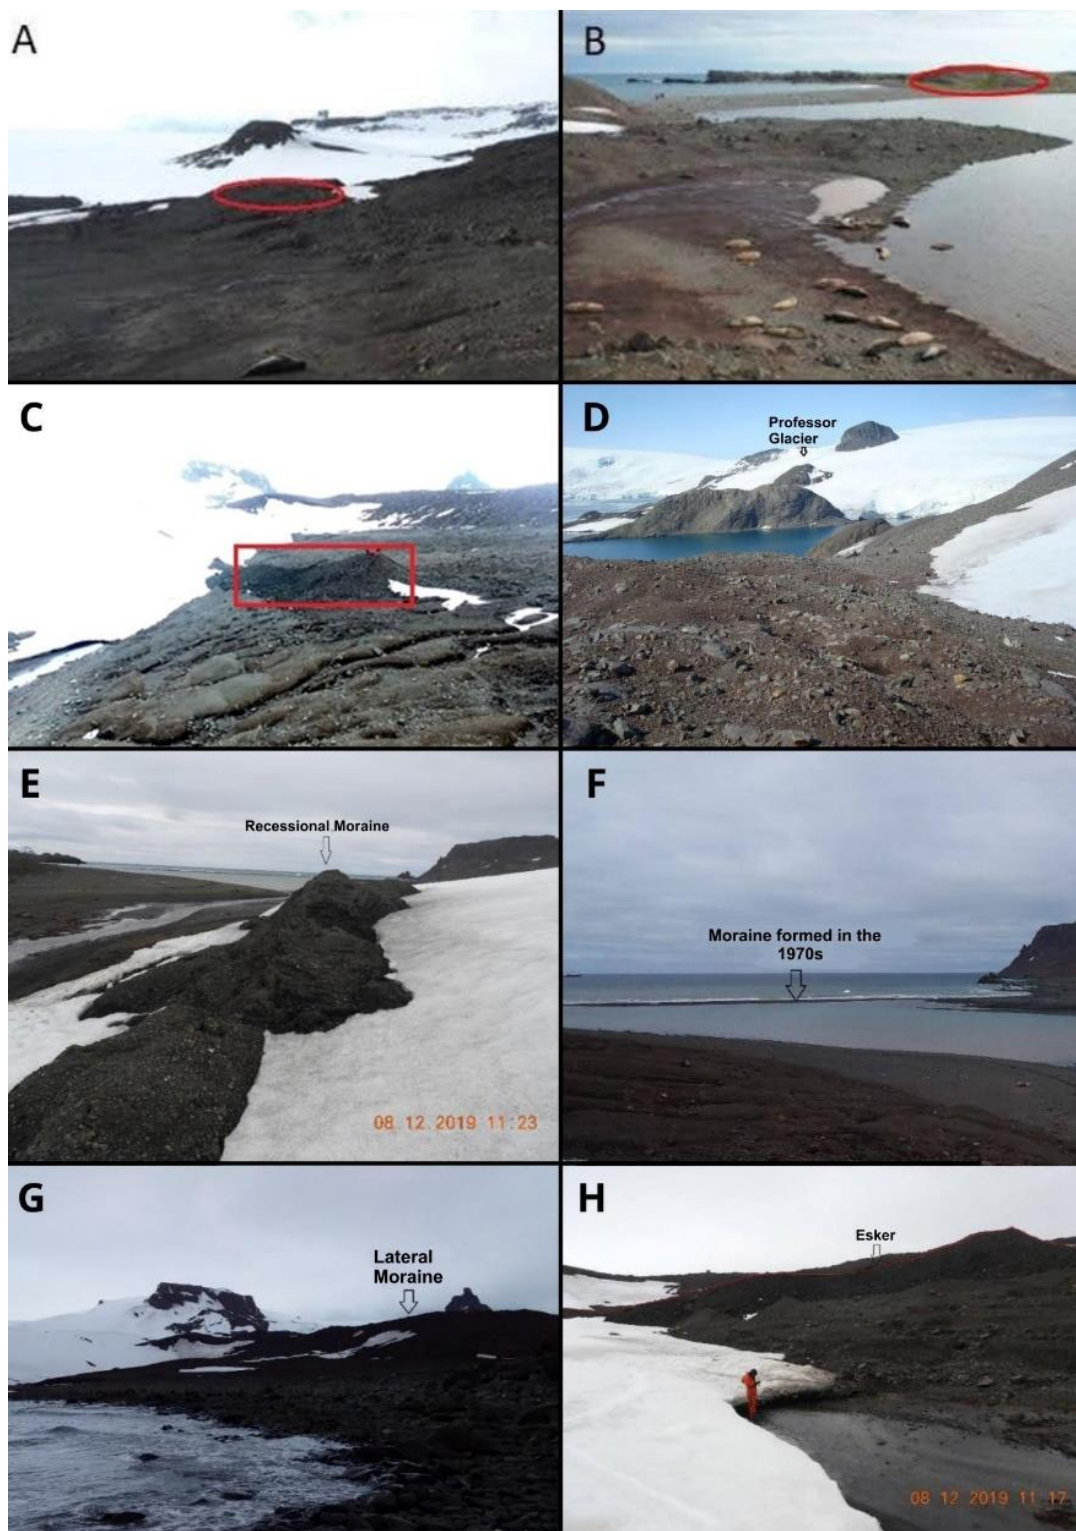 A
B
C
D
Professor
Glacier
E
Recessional Moraine
08 12 2019 11:23
F
Moraine formed in the
1970s
G
Lateral
Moraine
H
Esker
08 12 2019 11 17